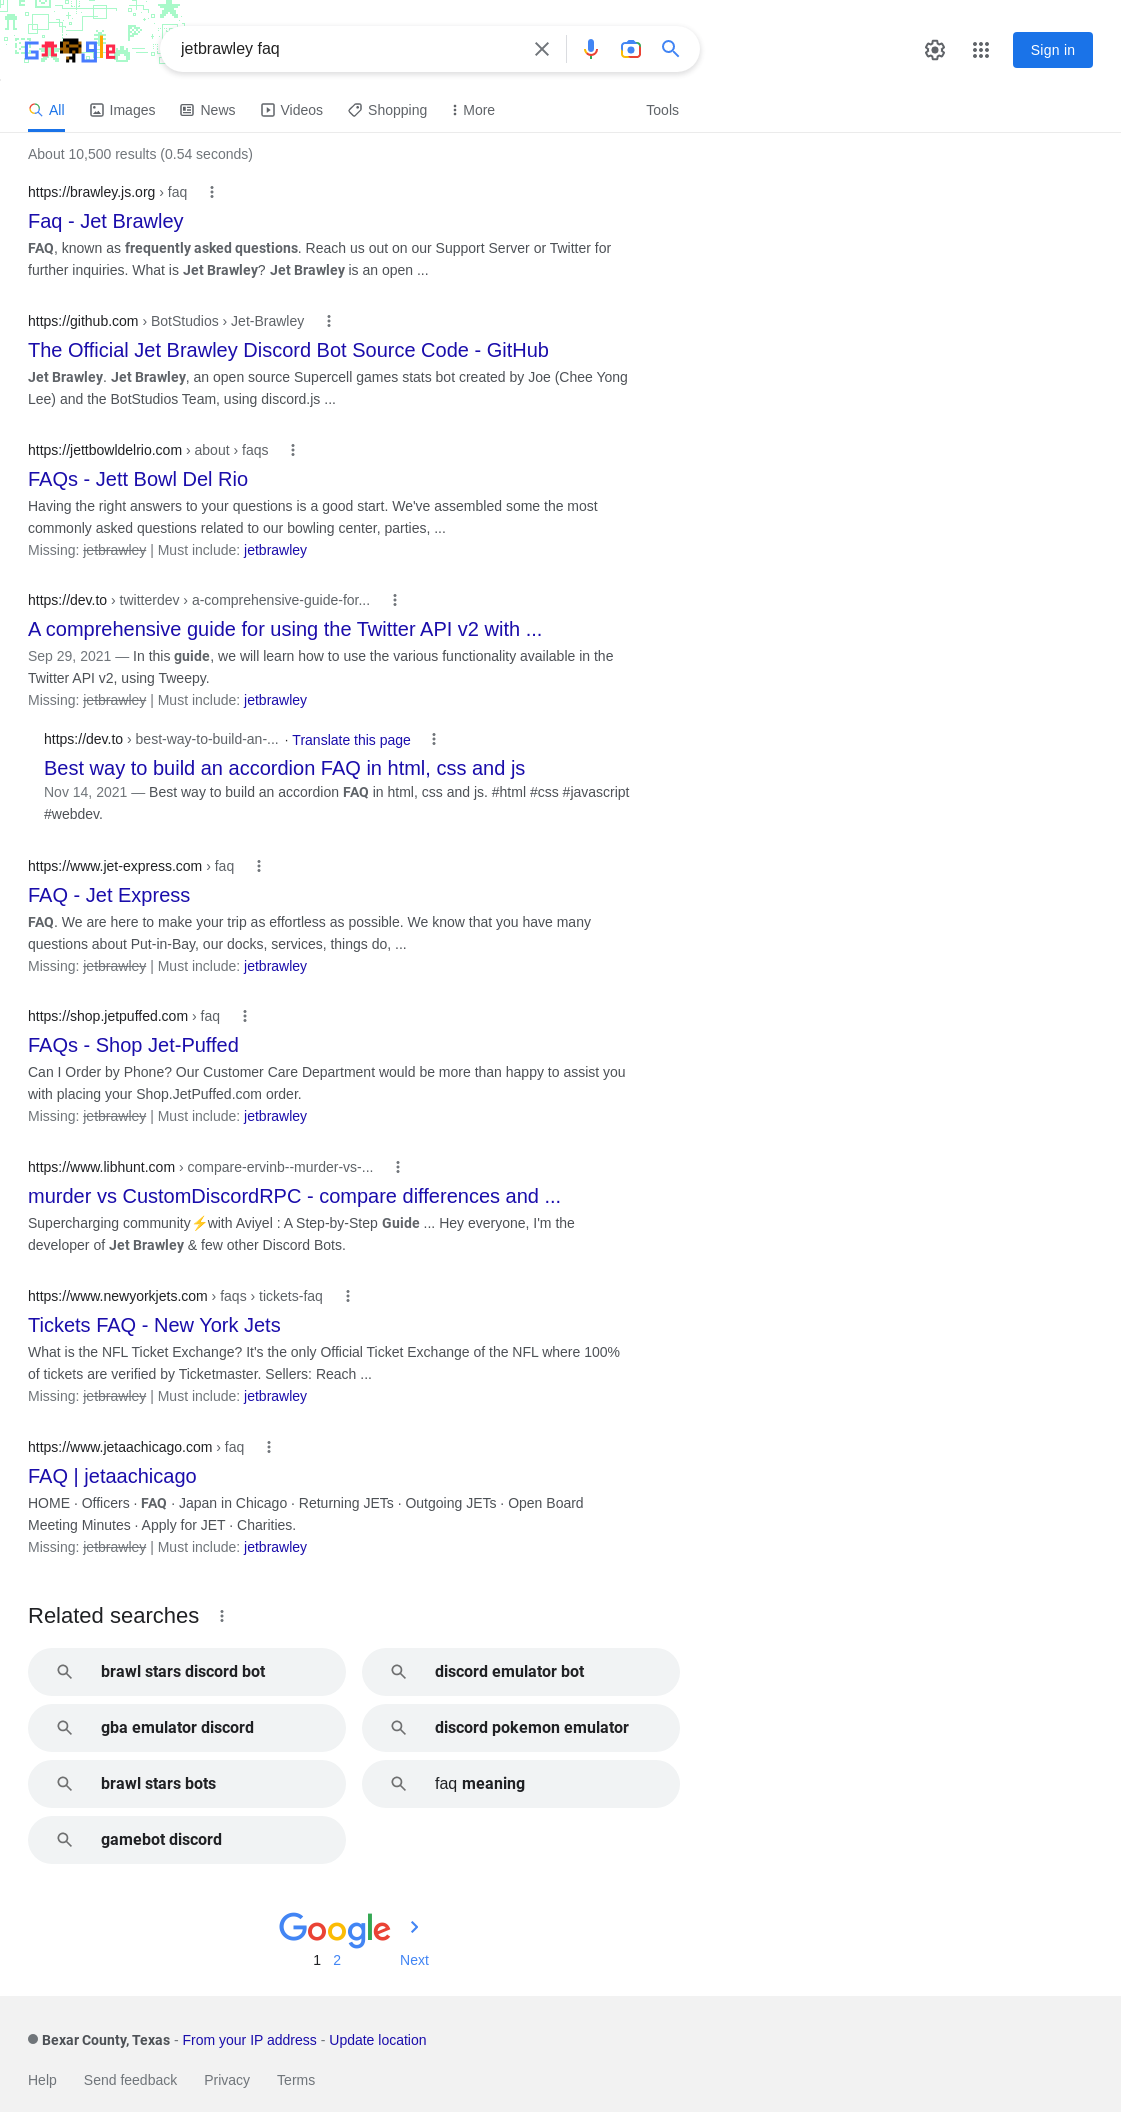 jetbrawley faq
Sign in
All
Images
News
Videos
Shopping
More
Tools
About 10,500 results (0.54 seconds)
https://brawley.js.org › faq
Faq - Jet Brawley
FAQ, known as frequently asked questions. Reach us out on our Support Server or Twitter for
further inquiries. What is Jet Brawley? Jet Brawley is an open ...
https://github.com › BotStudios › Jet-Brawley
The Official Jet Brawley Discord Bot Source Code - GitHub
Jet Brawley. Jet Brawley, an open source Supercell games stats bot created by Joe (Chee Yong
Lee) and the BotStudios Team, using discord.js ...
https://jettbowldelrio.com › about › faqs
FAQs - Jett Bowl Del Rio
Having the right answers to your questions is a good start. We've assembled some the most
commonly asked questions related to our bowling center, parties, ...
Missing: jetbrawley | Must include: jetbrawley
https://dev.to › twitterdev › a-comprehensive-guide-for...
A comprehensive guide for using the Twitter API v2 with ...
Sep 29, 2021 — In this guide, we will learn how to use the various functionality available in the
Twitter API v2, using Tweepy.
Missing: jetbrawley | Must include: jetbrawley
https://dev.to › best-way-to-build-an-... · Translate this page
Best way to build an accordion FAQ in html, css and js
Nov 14, 2021 — Best way to build an accordion FAQ in html, css and js. #html #css #javascript
#webdev.
https://www.jet-express.com › faq
FAQ - Jet Express
FAQ. We are here to make your trip as effortless as possible. We know that you have many
questions about Put-in-Bay, our docks, services, things do, ...
Missing: jetbrawley | Must include: jetbrawley
https://shop.jetpuffed.com › faq
FAQs - Shop Jet-Puffed
Can I Order by Phone? Our Customer Care Department would be more than happy to assist you
with placing your Shop.JetPuffed.com order.
Missing: jetbrawley | Must include: jetbrawley
https://www.libhunt.com › compare-ervinb--murder-vs-...
murder vs CustomDiscordRPC - compare differences and ...
Supercharging community⚡with Aviyel : A Step-by-Step Guide ... Hey everyone, I'm the
developer of Jet Brawley & few other Discord Bots.
https://www.newyorkjets.com › faqs › tickets-faq
Tickets FAQ - New York Jets
What is the NFL Ticket Exchange? It's the only Official Ticket Exchange of the NFL where 100%
of tickets are verified by Ticketmaster. Sellers: Reach ...
Missing: jetbrawley | Must include: jetbrawley
https://www.jetaachicago.com › faq
FAQ | jetaachicago
HOME · Officers · FAQ · Japan in Chicago · Returning JETs · Outgoing JETs · Open Board
Meeting Minutes · Apply for JET · Charities.
Missing: jetbrawley | Must include: jetbrawley
Related searches
brawl stars discord bot
discord emulator bot
gba emulator discord
discord pokemon emulator
brawl stars bots
faq meaning
gamebot discord
Google
1 2 Next
Bexar County, Texas - From your IP address - Update location
Help Send feedback Privacy Terms